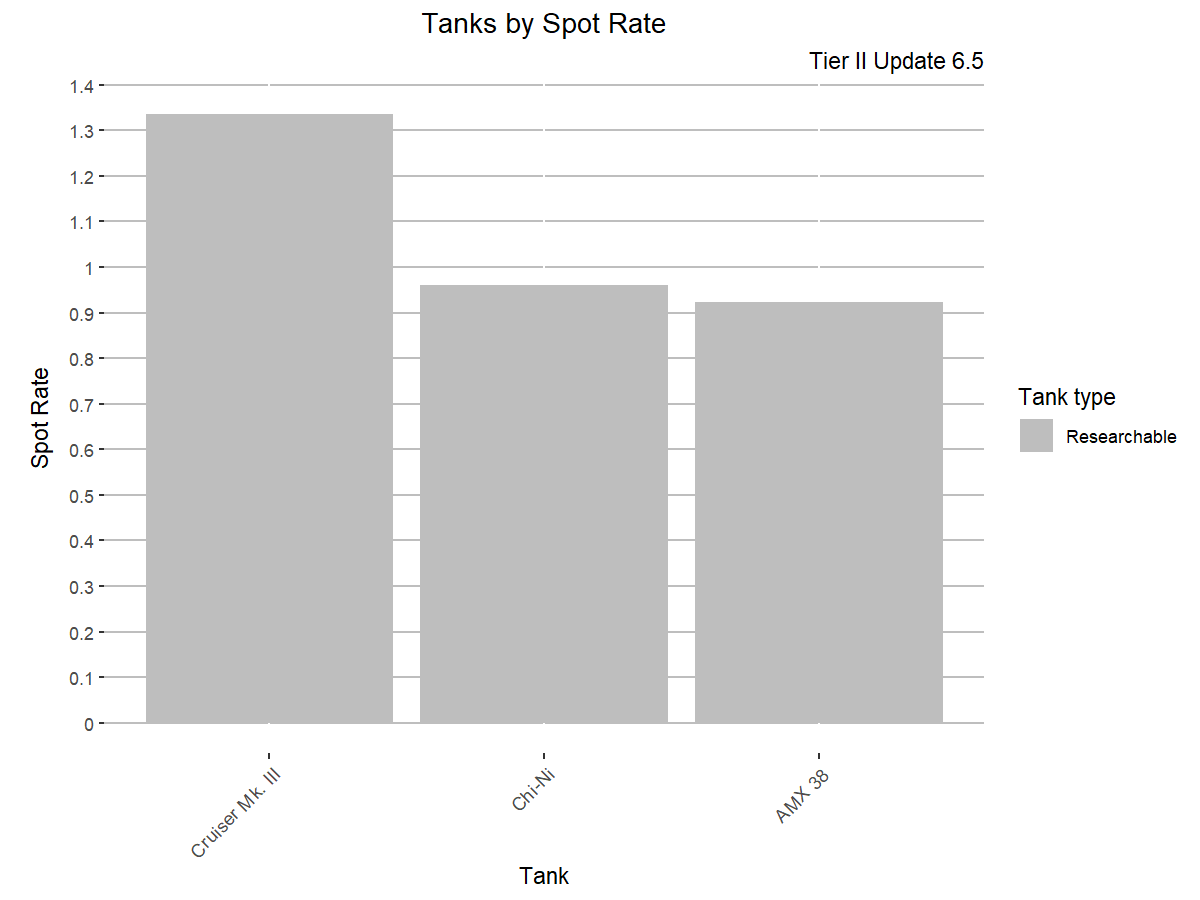 Tanks by Spot Rate
Tier II Update 6.5
Spot Rate
1.4
1.3
1.2
1.1
1
0.9
0.8
0.7
0.6
0.5
0.4
0.3
0.2
0.1
0
Cruiser Mk. III
Chi-Ni
AMX 38
Tank
Tank type
Researchable